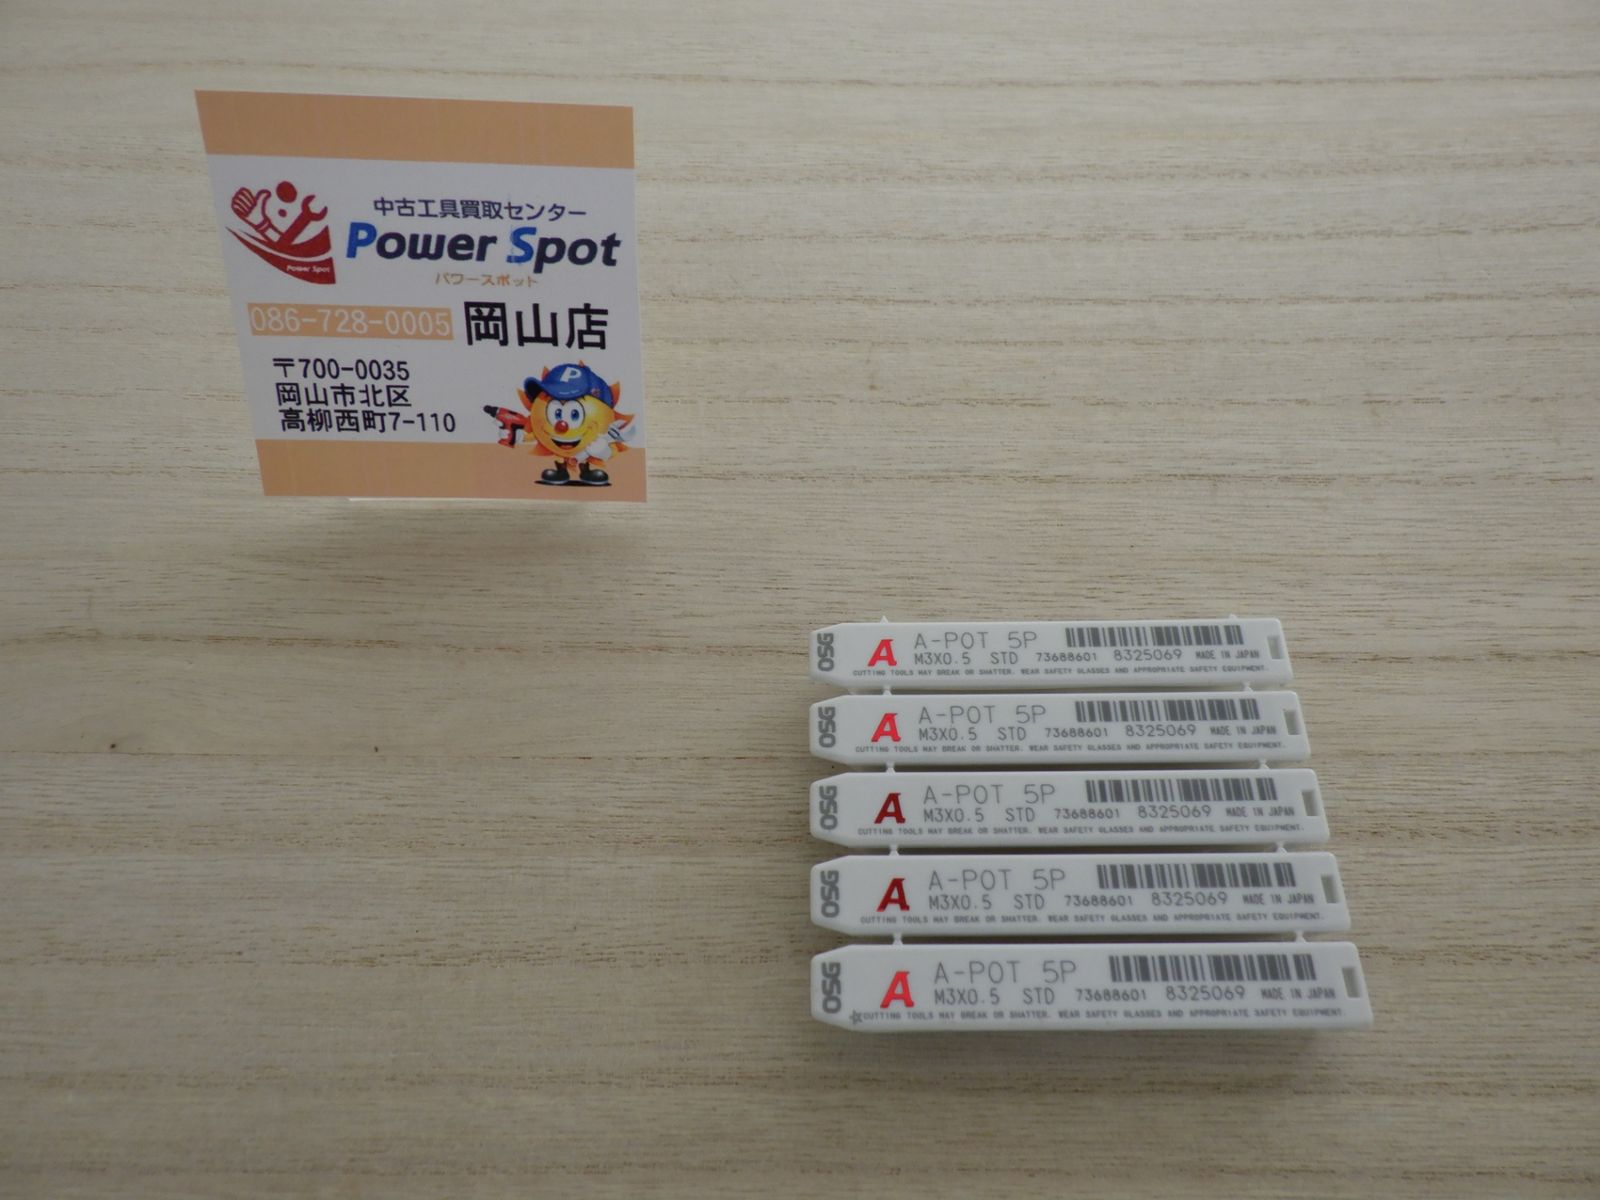 中古工具買取センター
Power Spot
Power Spot
パワースポット
086-728-0005 岡山店
〒700-0035
岡山市北区
高柳西町7-110
P
OSG A A-POT 5P
M3X0.5 STD 73688601 8325069 MADE IN JAPAN
CUTTING TOOLS MAY BREAK OR SHATTER. WEAR SAFETY GLASSES AND APPROPRIATE SAFETY EQUIPMENT.
OSG A A-POT 5P
M3X0.5 STD 73688601 8325069 MADE IN JAPAN
CUTTING TOOLS MAY BREAK OR SHATTER. WEAR SAFETY GLASSES AND APPROPRIATE SAFETY EQUIPMENT.
OSG A A-POT 5P
M3X0.5 STD 73688601 8325069 MADE IN JAPAN
CUTTING TOOLS MAY BREAK OR SHATTER. WEAR SAFETY GLASSES AND APPROPRIATE SAFETY EQUIPMENT.
OSG A A-POT 5P
M3X0.5 STD 73688601 8325069 MADE IN JAPAN
CUTTING TOOLS MAY BREAK OR SHATTER. WEAR SAFETY GLASSES AND APPROPRIATE SAFETY EQUIPMENT.
OSG A A-POT 5P
M3X0.5 STD 73688601 8325069 MADE IN JAPAN
☆CUTTING TOOLS MAY BREAK OR SHATTER. WEAR SAFETY GLASSES AND APPROPRIATE SAFETY EQUIPMENT.